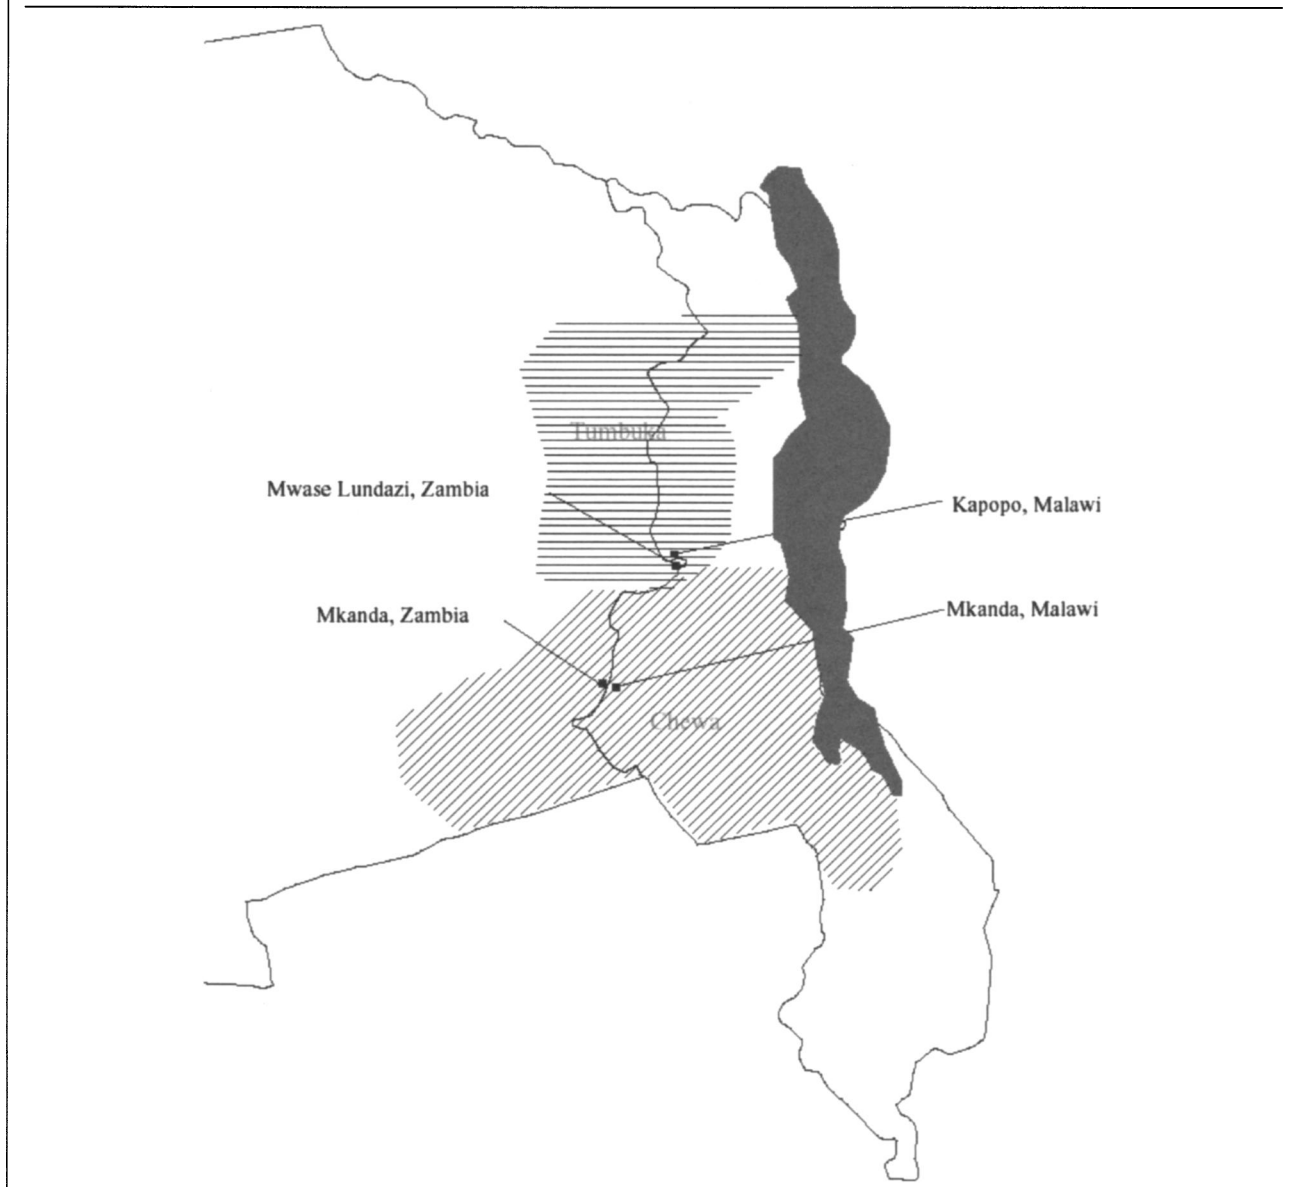 Tumbuka
Mwase Lundazi, Zambia
Kapopo, Malawi
Mkanda, Zambia
Mkanda, Malawi
Chewa